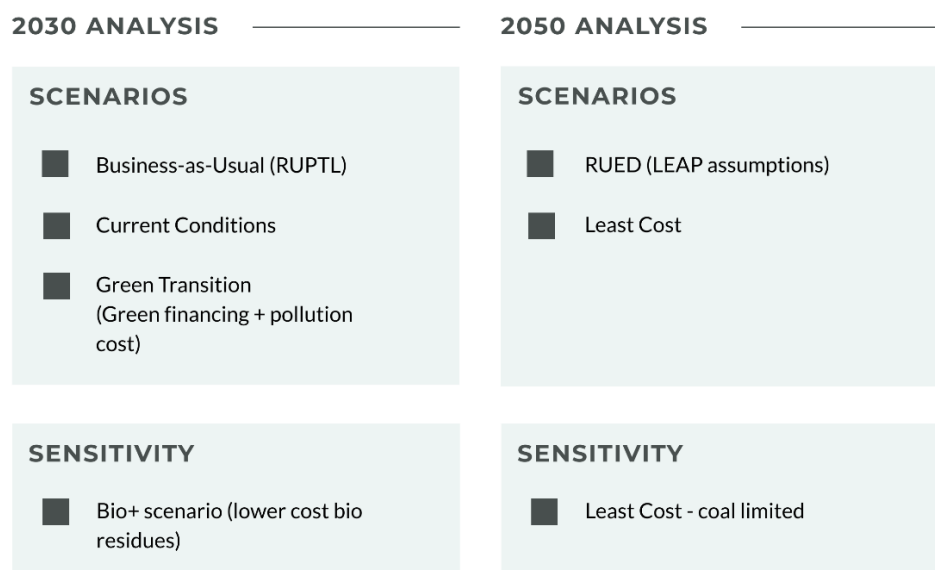 2030 ANALYSIS
SCENARIOS
Business-as-Usual (RUPTL)
Current Conditions
Green Transition
(Green financing + pollution
cost)
SENSITIVITY
Bio+ scenario (lower cost bio
residues)
2050 ANALYSIS
SCENARIOS
RUED (LEAP assumptions)
Least Cost
SENSITIVITY
Least Cost - coal limited